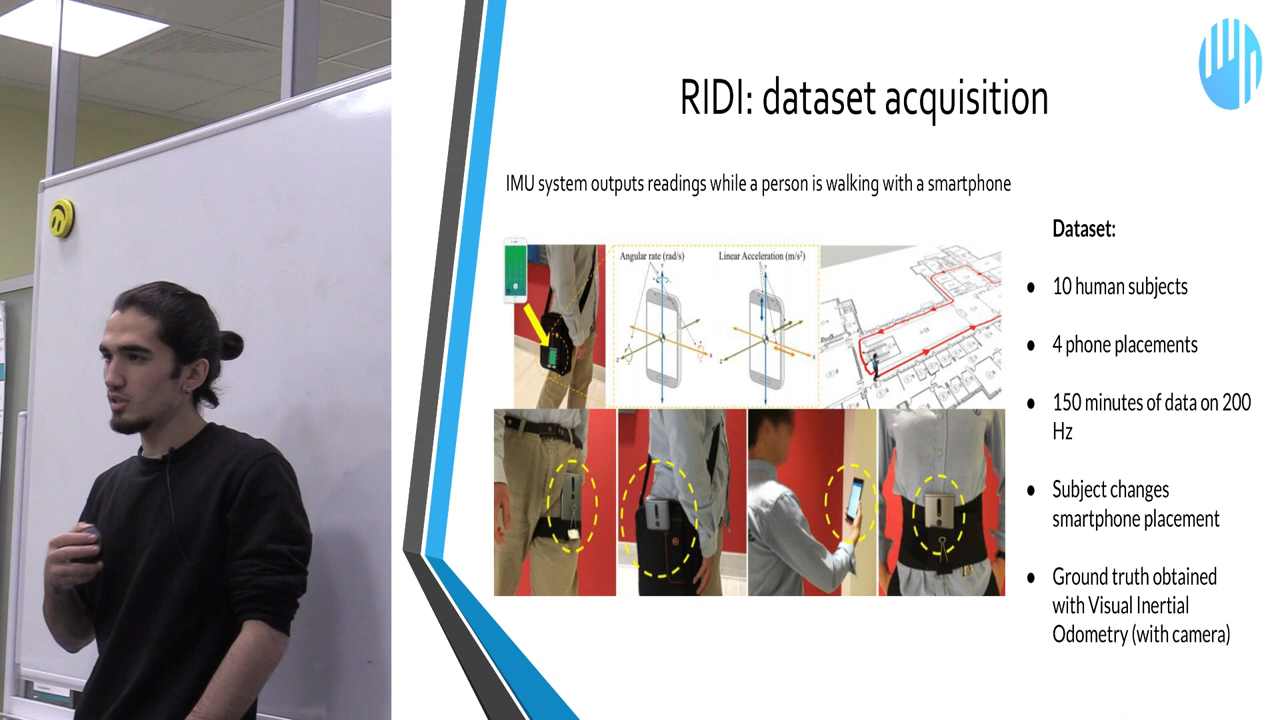 RIDI: dataset acquisition
IMU system outputs readings while a person is walking with a smartphone
Angular rate (rad/s)
Linear Acceleration (m/s²)
Dataset:
● 10 human subjects
● 4 phone placements
● 150 minutes of data on 200
Hz
● Subject changes
smartphone placement
● Ground truth obtained
with Visual Inertial
Odometry (with camera)